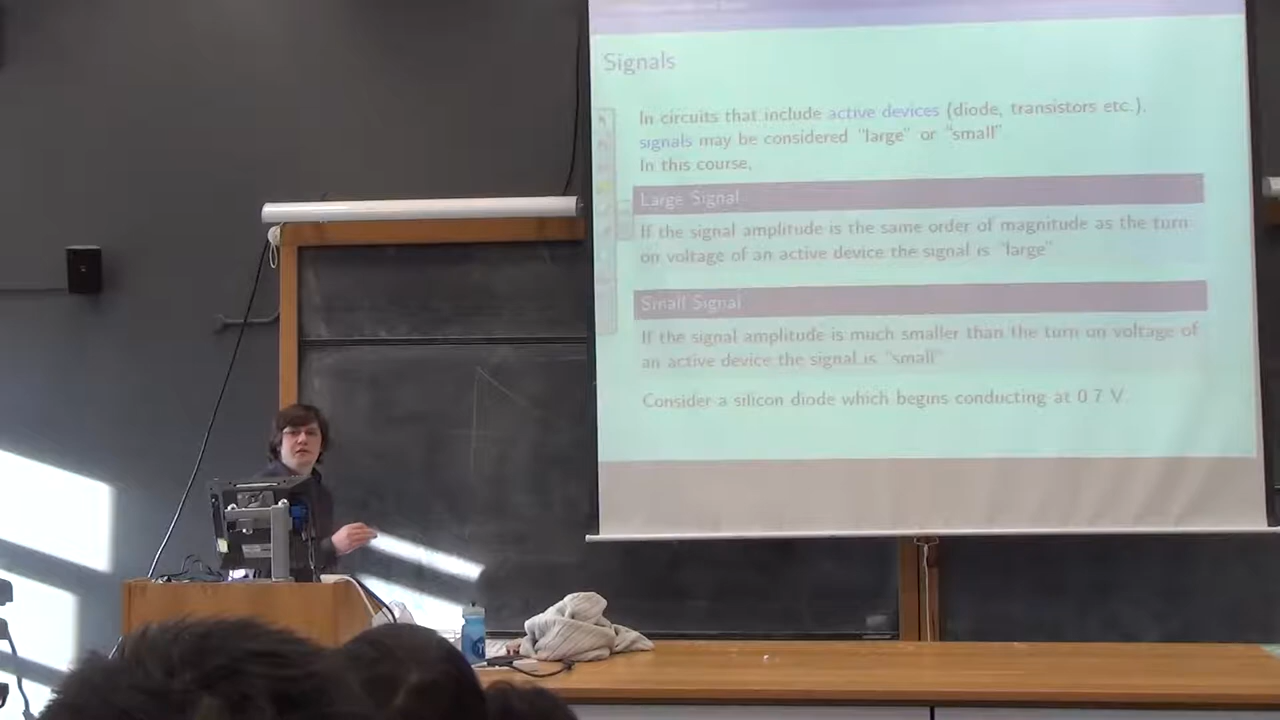 Signals
In circuits that include active devices (diode, transistors etc.).
signals may be considered "large" or "small"
In this course,
Large Signal
If the signal amplitude is the same order of magnitude as the turn
on voltage of an active device the signal is "large"
Small Signal
If the signal amplitude is much smaller than the turn on voltage of
an active device the signal is "small"
Consider a silicon diode which begins conducting at 0 7 V.